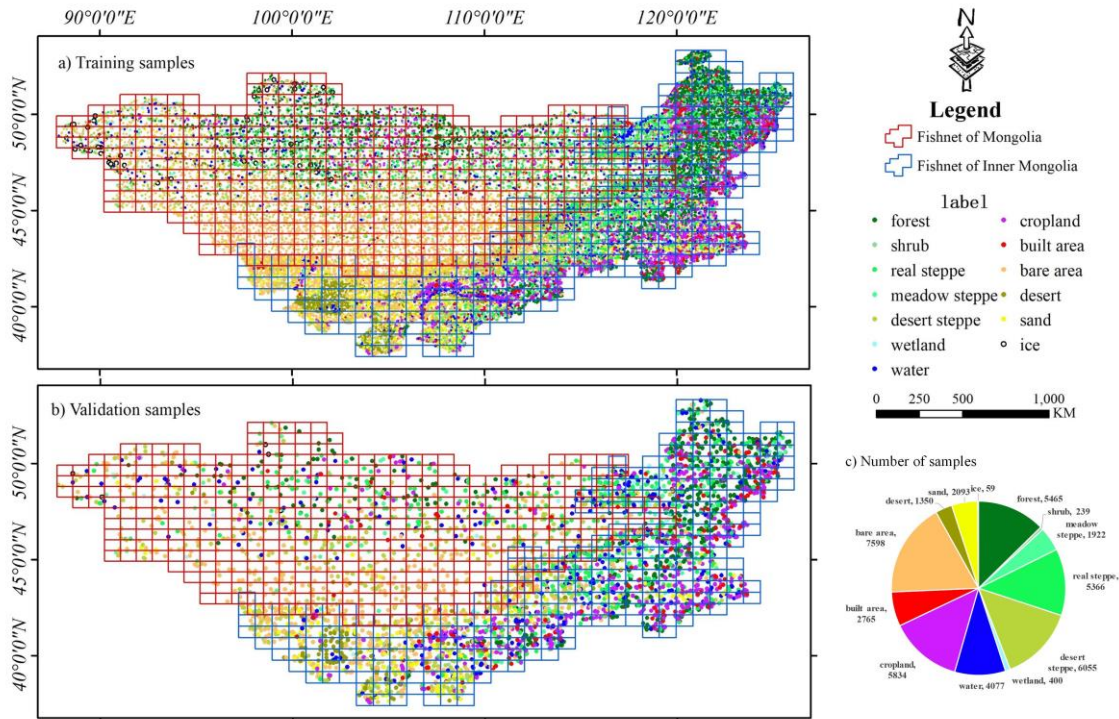 90°0'0"E
100°0'0"E
110°0'0"E
120°0'0"E
a) Training samples
50°0'0"N
45°0'0"N
40°0'0"N
b) Validation samples
50°0'0"N
45°0'0"N
40°0'0"N
N
Legend
Fishnet of Mongolia
Fishnet of Inner Mongolia
label
forest
shrub
real steppe
meadow steppe
desert steppe
wetland
water
cropland
built area
bare area
desert
sand
ice
0 250 500 1,000
KM
c) Number of samples
sand, 2093
ice, 59
desert, 1350
forest, 5465
shrub, 239
meadow
steppe, 1922
bare area,
7598
real steppe,
5366
built area,
2765
desert
steppe, 6055
cropland
5834
wetland, 400
water, 4077